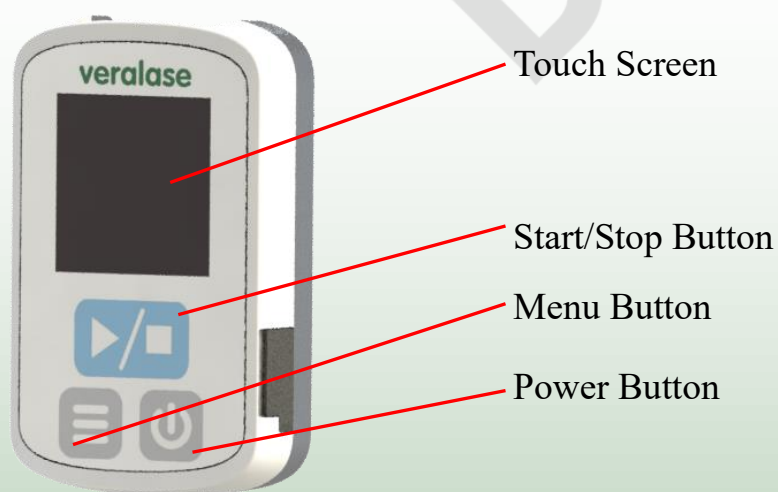 veralase
Touch Screen
Start/Stop Button
Menu Button
Power Button